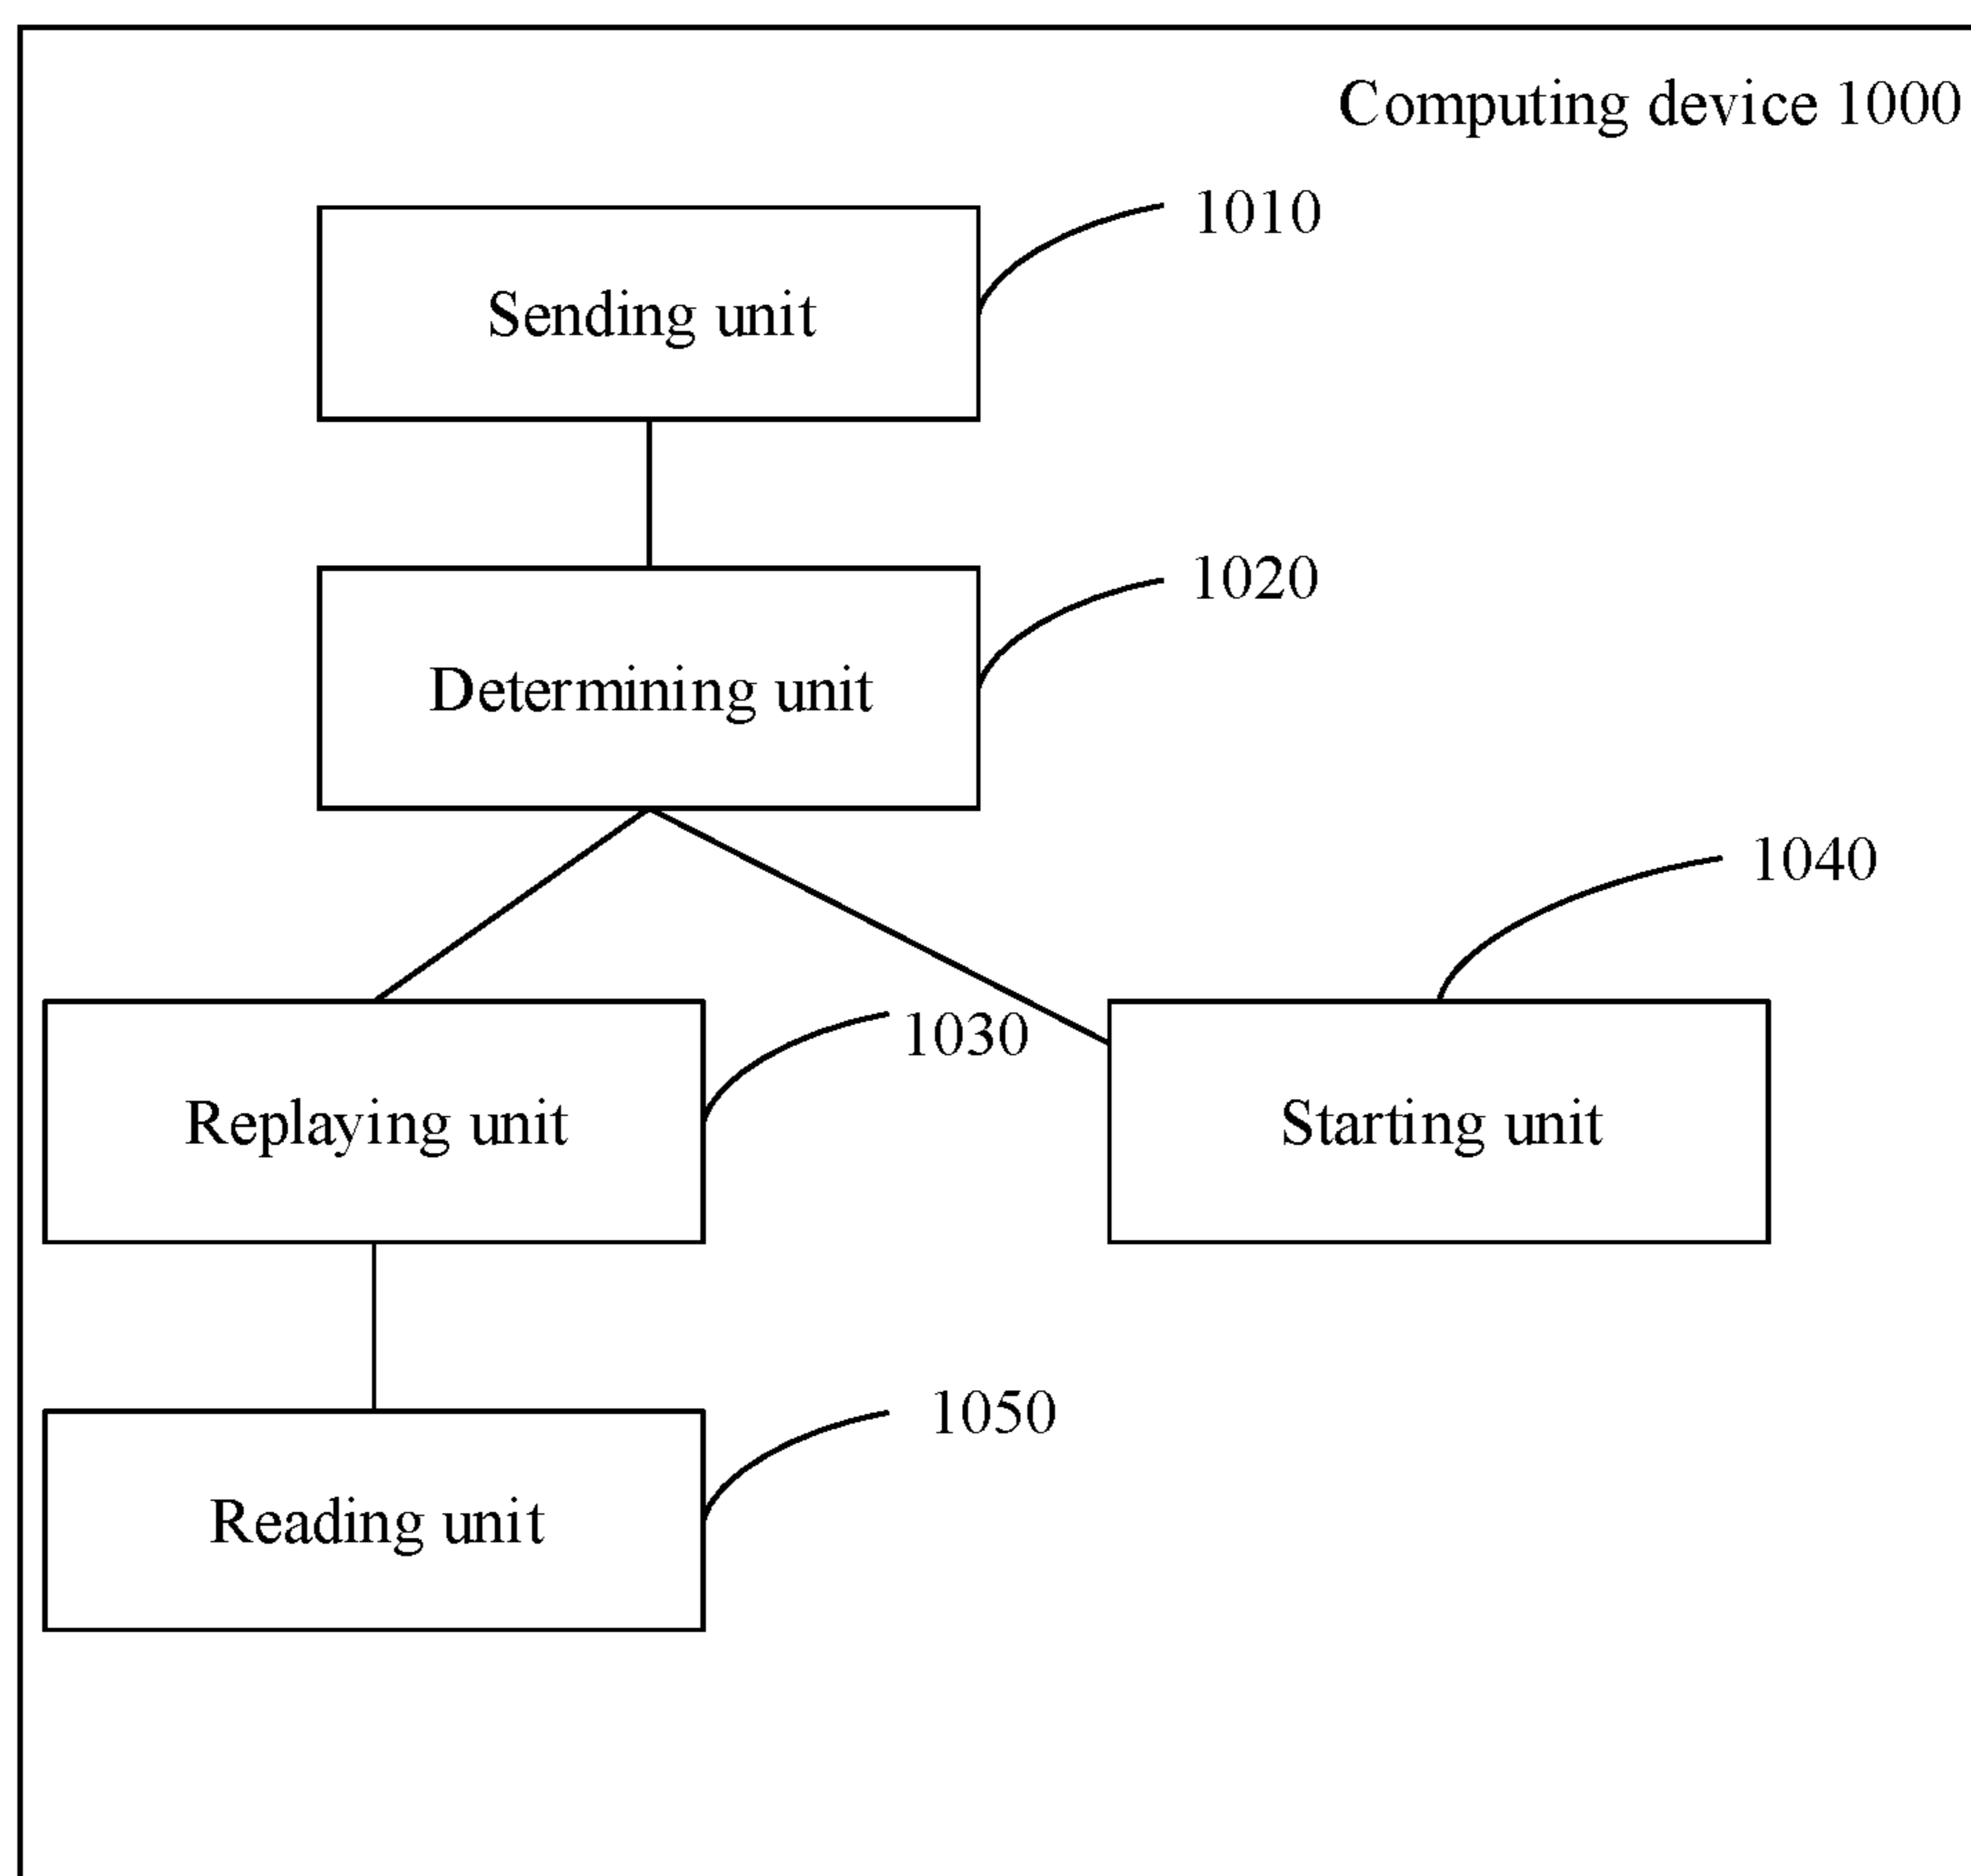 Computing device 1000
1010
Sending unit
1020
Determining unit
1040
1030
Replaying unit
Starting unit
1050
Reading unit